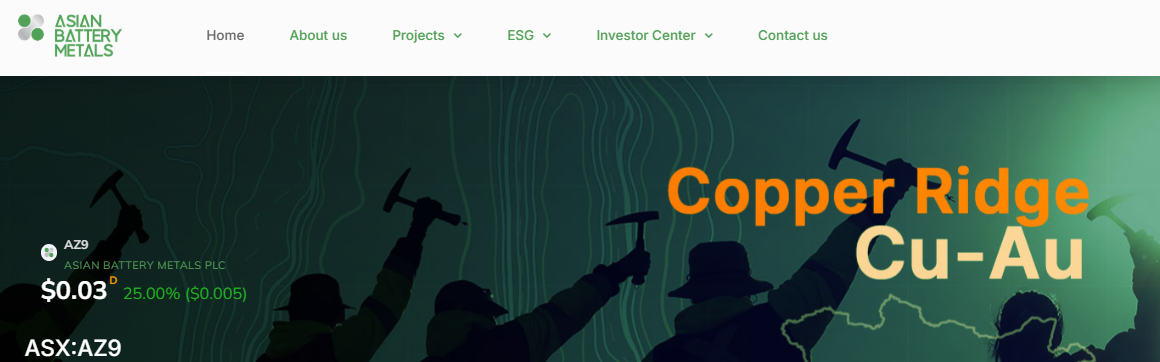 ASIAN
BATTERY
METALS
Home About us Projects ESG Investor Center Contact us
Copper Ridge
Cu-Au
AZ9
ASIAN BATTERY METALS PLC
$0.03 D 25.00% ($0.005)
ASX:AZ9